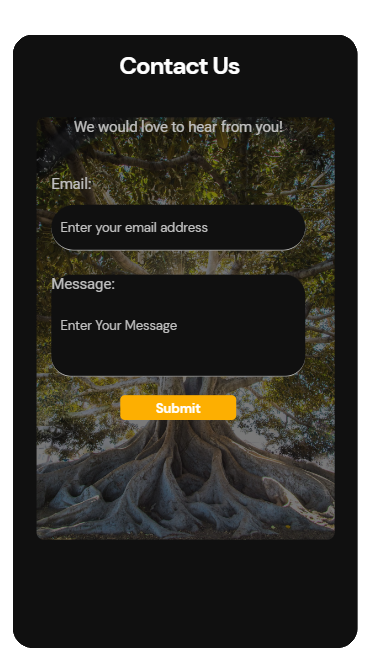 Contact Us
We would love to hear from you!
Email:
Enter your email address
Message:
Enter Your Message
Submit